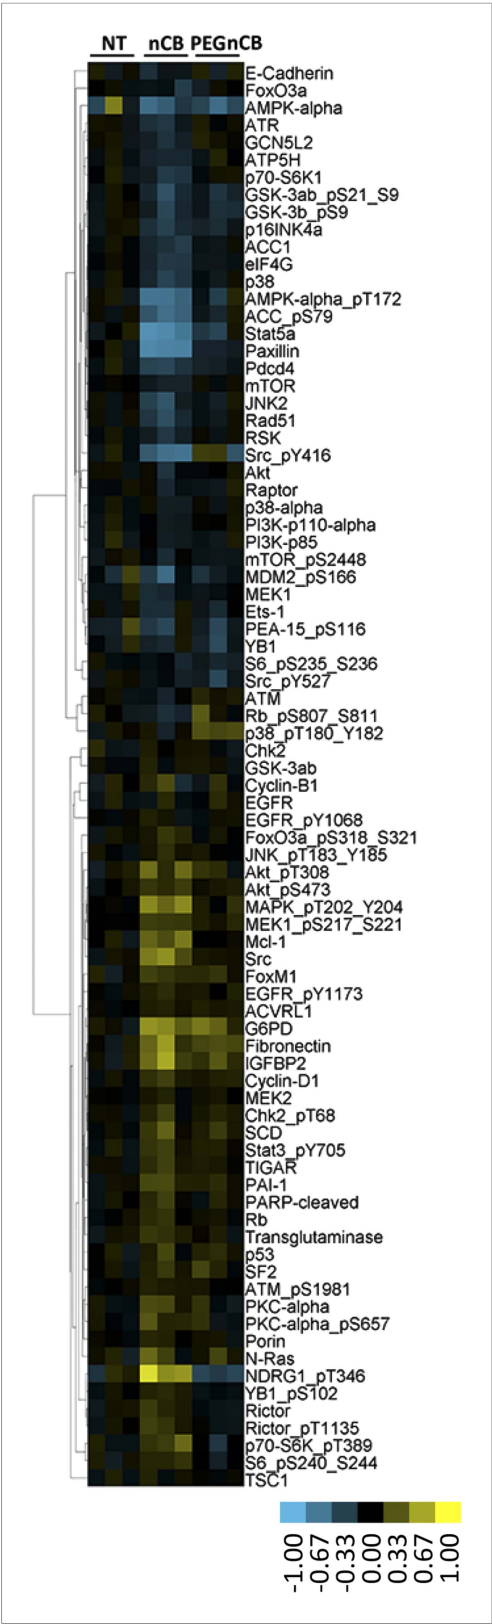 NT nCB PEGnCB
E-Cadherin
FoxO3a
AMPK-alpha
ATR
GCN5L2
ATP5H
p70-S6K1
GSK-3ab_pS21_S9
GSK-3b_pS9
p16INK4a
ACC1
eIF4G
p38
AMPK-alpha_pT172
ACC_pS79
Stat5a
Paxillin
Pdcd4
mTOR
JNK2
Rad51
RSK
Src_pY416
Akt
Raptor
p38-alpha
PI3K-p110-alpha
PI3K-p85
mTOR_pS2448
MDM2_pS166
MEK1
Ets-1
PEA-15_pS116
YB1
S6_pS235_S236
Src_pY527
ATM
Rb_pS807_S811
p38_pT180_Y182
Chk2
GSK-3ab
Cyclin-B1
EGFR
EGFR_pY1068
FoxO3a_pS318_S321
JNK_pT183_Y185
Akt_pT308
Akt_pS473
MAPK_pT202_Y204
MEK1_pS217_S221
Mcl-1
Src
FoxM1
EGFR_pY1173
ACVRL1
G6PD
Fibronectin
IGFBP2
Cyclin-D1
MEK2
Chk2_pT68
SCD
Stat3_pY705
TIGAR
PAI-1
PARP-cleaved
Rb
Transglutaminase
p53
SF2
ATM_pS1981
PKC-alpha
PKC-alpha_pS657
Porin
N-Ras
NDRG1_pT346
YB1_pS102
Rictor
Rictor_pT1135
p70-S6K_pT389
S6_pS240_S244
TSC1
-1.00
-0.67
-0.33
0.00
0.33
0.67
1.00